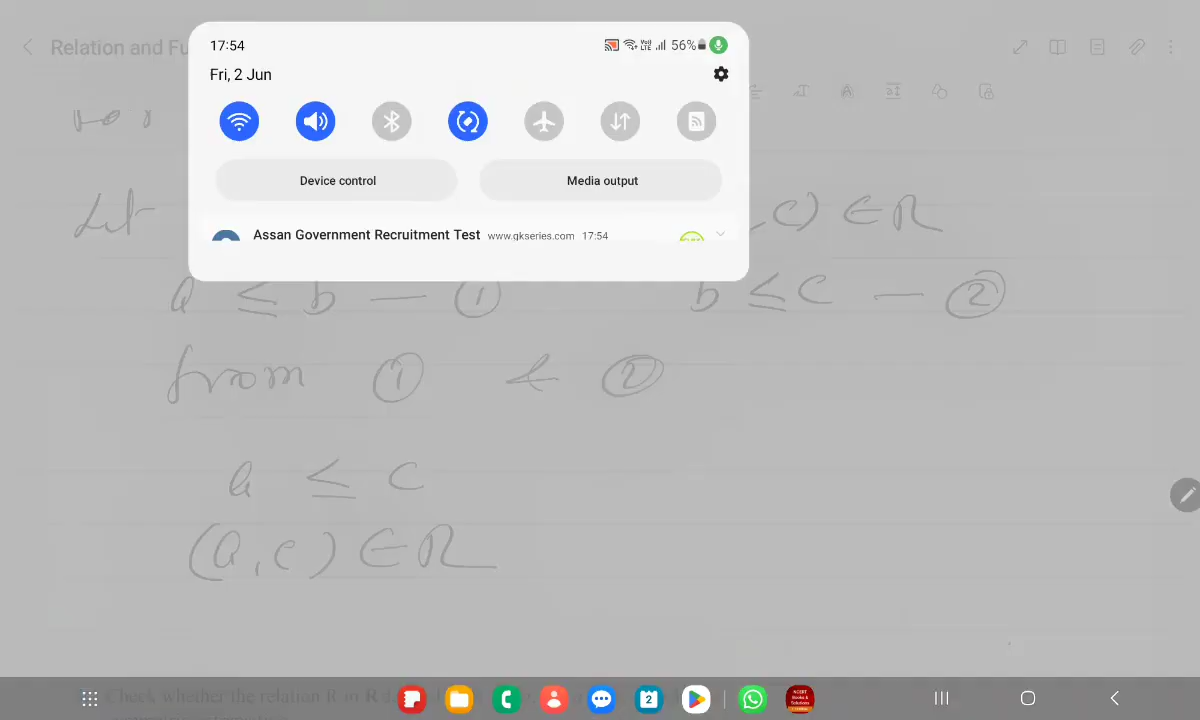 Relation and Fu
17:54
56%
Fri, 2 Jun
Device control
Media output
Assan Government Recruitment Test www.gkseries.com 17:54
Let , c) ∈ R
a ≤ b — ① b ≤ c — ②
from ① & ②
a ≤ c
(a, c) ∈ R
Check whether the relation R in R
2